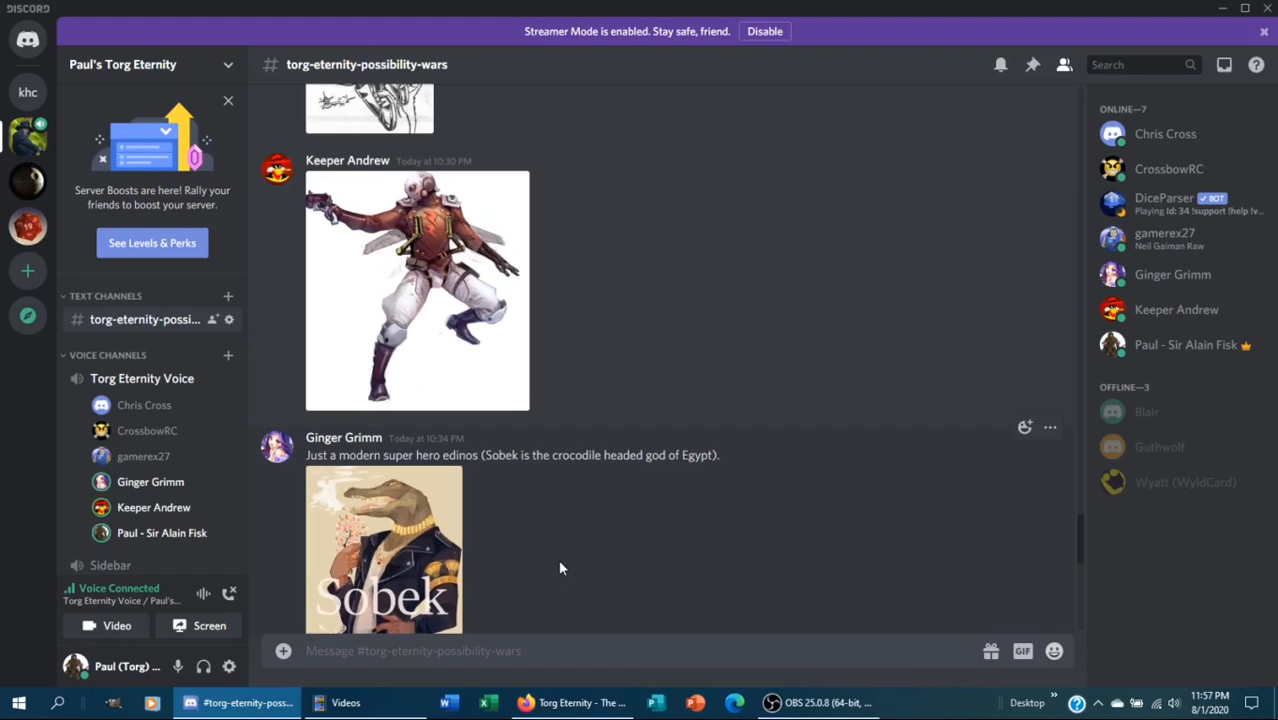 DISCORD
Streamer Mode is enabled. Stay safe, friend. Disable
Paul's Torg Eternity
# torg-eternity-possibility-wars
Search
khc
Server Boosts are here! Rally your
friends to boost your server.
See Levels & Perks
TEXT CHANNELS
# torg-eternity-possi...
VOICE CHANNELS
Torg Eternity Voice
Chris Cross
CrossbowRC
gamerex27
Ginger Grimm
Keeper Andrew
Paul - Sir Alain Fisk
Sidebar
Voice Connected
Torg Eternity Voice / Paul's...
Video
Screen
Paul (Torg) ...
Keeper Andrew Today at 10:30 PM
Ginger Grimm Today at 10:34 PM
Just a modern super hero edinos (Sobek is the crocodile headed god of Egypt).
Sobek
Message #torg-eternity-possibility-wars
GIF
ONLINE—7
Chris Cross
CrossbowRC
DiceParser BOT
Playing Id: 34 !support !help !v...
gamerex27
Neil Gaiman Raw
Ginger Grimm
Keeper Andrew
Paul - Sir Alain Fisk
OFFLINE—3
Blair
Guthwolf
Wyatt (WyldCard)
#torg-eternity-poss...
Videos
Torg Eternity - The ...
OBS 25.0.8 (64-bit, ...
Desktop
11:57 PM
8/1/2020